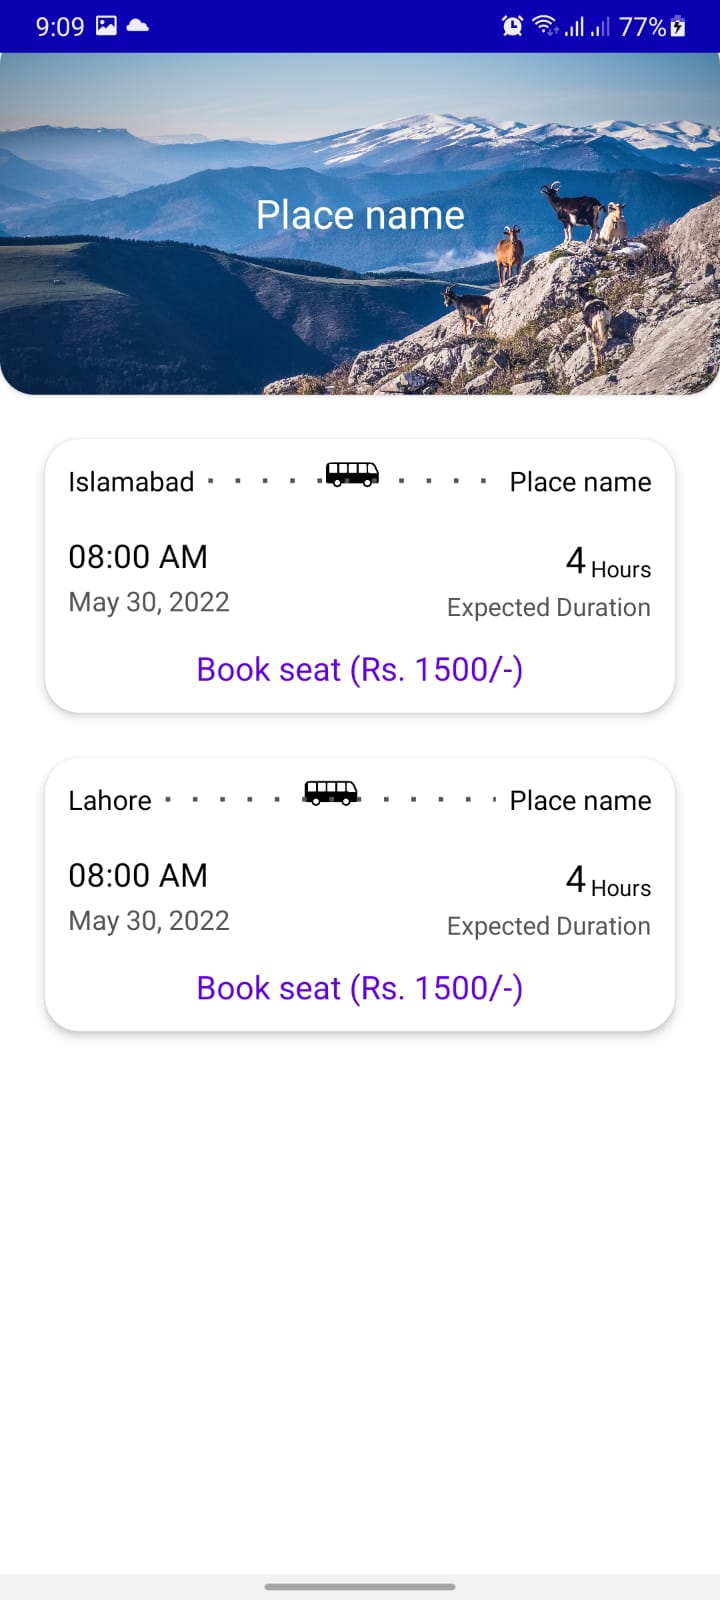 9:09 77%
Place name
Islamabad Place name
08:00 AM 4 Hours
May 30, 2022 Expected Duration
Book seat (Rs. 1500/-)
Lahore Place name
08:00 AM 4 Hours
May 30, 2022 Expected Duration
Book seat (Rs. 1500/-)